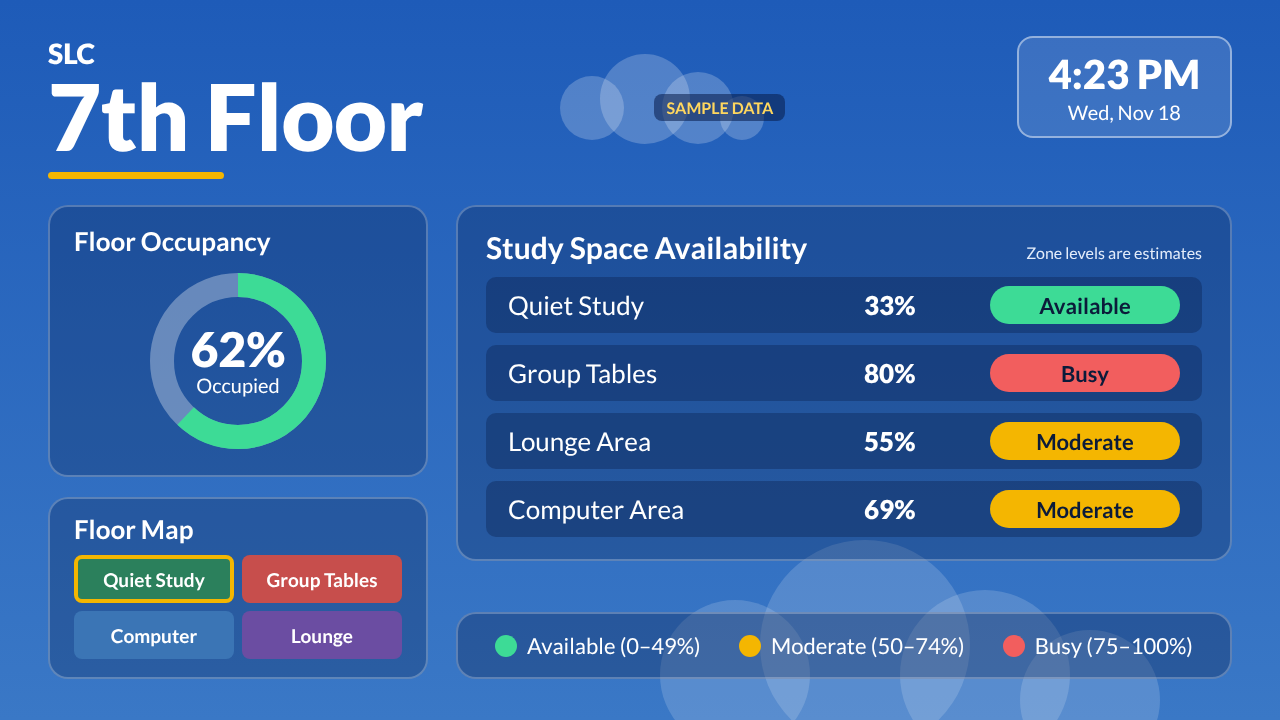 SLC
7th Floor
SAMPLE DATA
4:23 PM
Wed, Nov 18
Floor Occupancy
62%
Occupied
Floor Map
Quiet Study
Group Tables
Computer
Lounge
Study Space Availability
Zone levels are estimates
Quiet Study 33% Available
Group Tables 80% Busy
Lounge Area 55% Moderate
Computer Area 69% Moderate
Available (0–49%) Moderate (50–74%) Busy (75–100%)